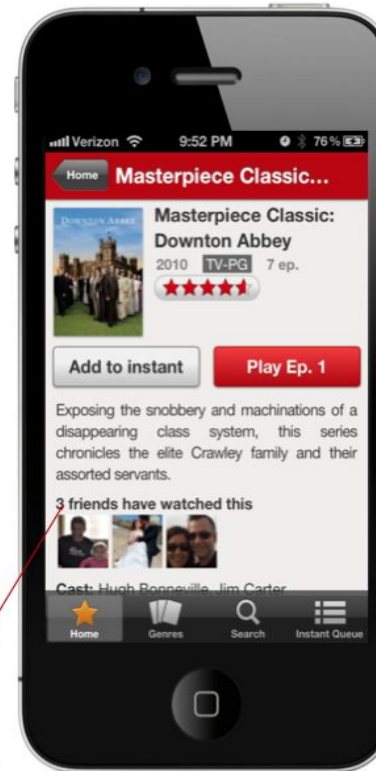 Verizon 9:52 PM 76%
Home Masterpiece Classic...
DOWNTON ABBEY
Masterpiece Classic:
Downton Abbey
2010 TV-PG 7 ep.
Add to instant Play Ep. 1
Exposing the snobbery and machinations of a
disappearing class system, this series
chronicles the elite Crawley family and their
assorted servants.
3 friends have watched this
Cast: Hugh Bonneville, Jim Carter
Home Genres Search Instant Queue